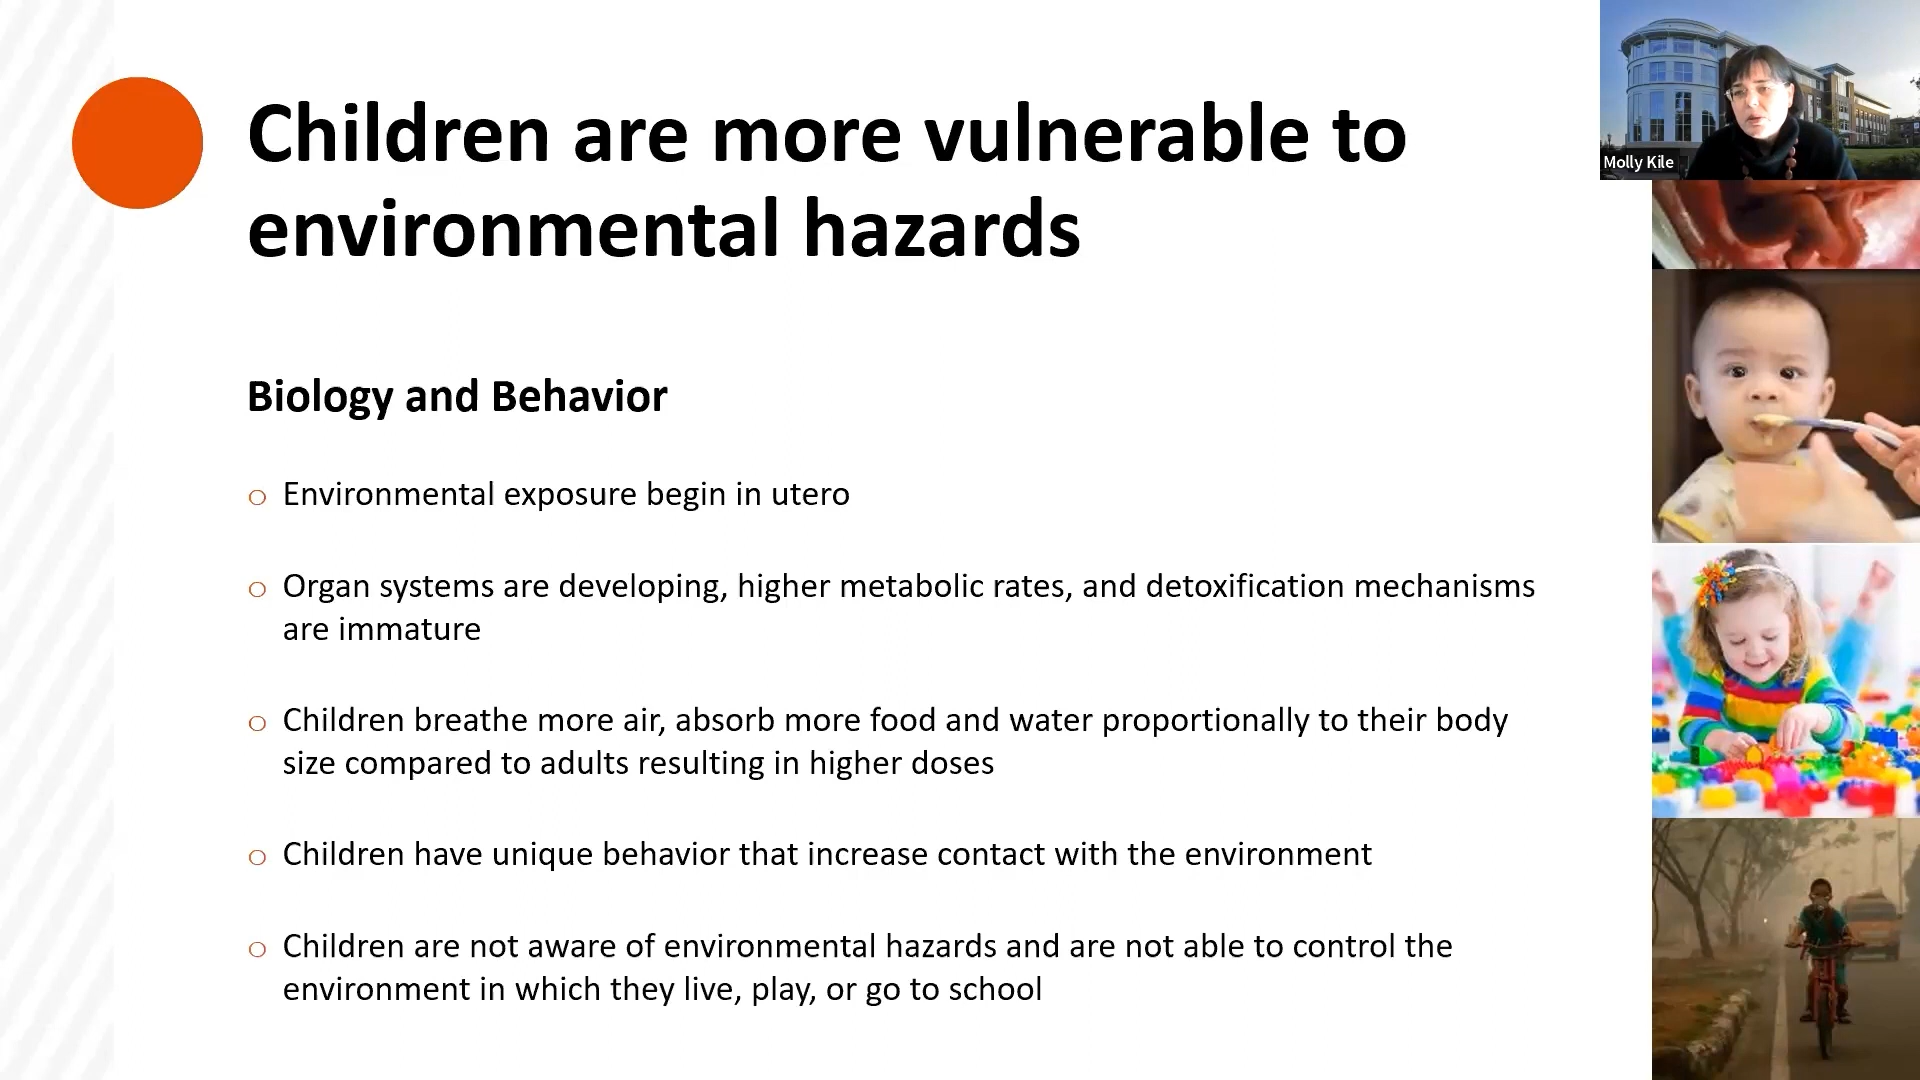 Children are more vulnerable to
environmental hazards
Biology and Behavior
o Environmental exposure begin in utero
o Organ systems are developing, higher metabolic rates, and detoxification mechanisms
are immature
o Children breathe more air, absorb more food and water proportionally to their body
size compared to adults resulting in higher doses
o Children have unique behavior that increase contact with the environment
o Children are not aware of environmental hazards and are not able to control the
environment in which they live, play, or go to school
Molly Kile